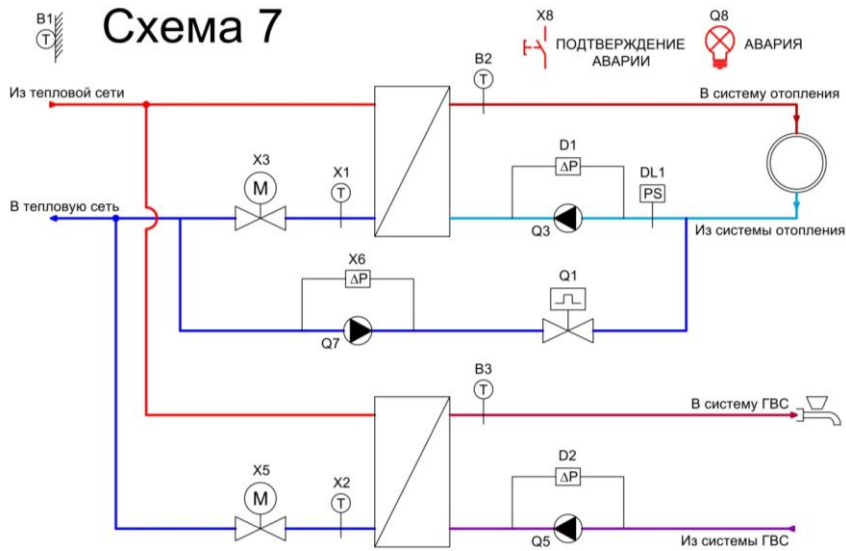 B1
T
Схема 7
X8
ПОДТВЕРЖДЕНИЕ
АВАРИИ
Q8
АВАРИЯ
B2
T
Из тепловой сети
В систему отопления
X3
M
X1
T
D1
ΔP
DL1
PS
В тепловую сеть
Q3
Из системы отопления
X6
ΔP
Q1
Q7
B3
T
В систему ГВС
X5
M
X2
T
D2
ΔP
Q5
Из системы ГВС